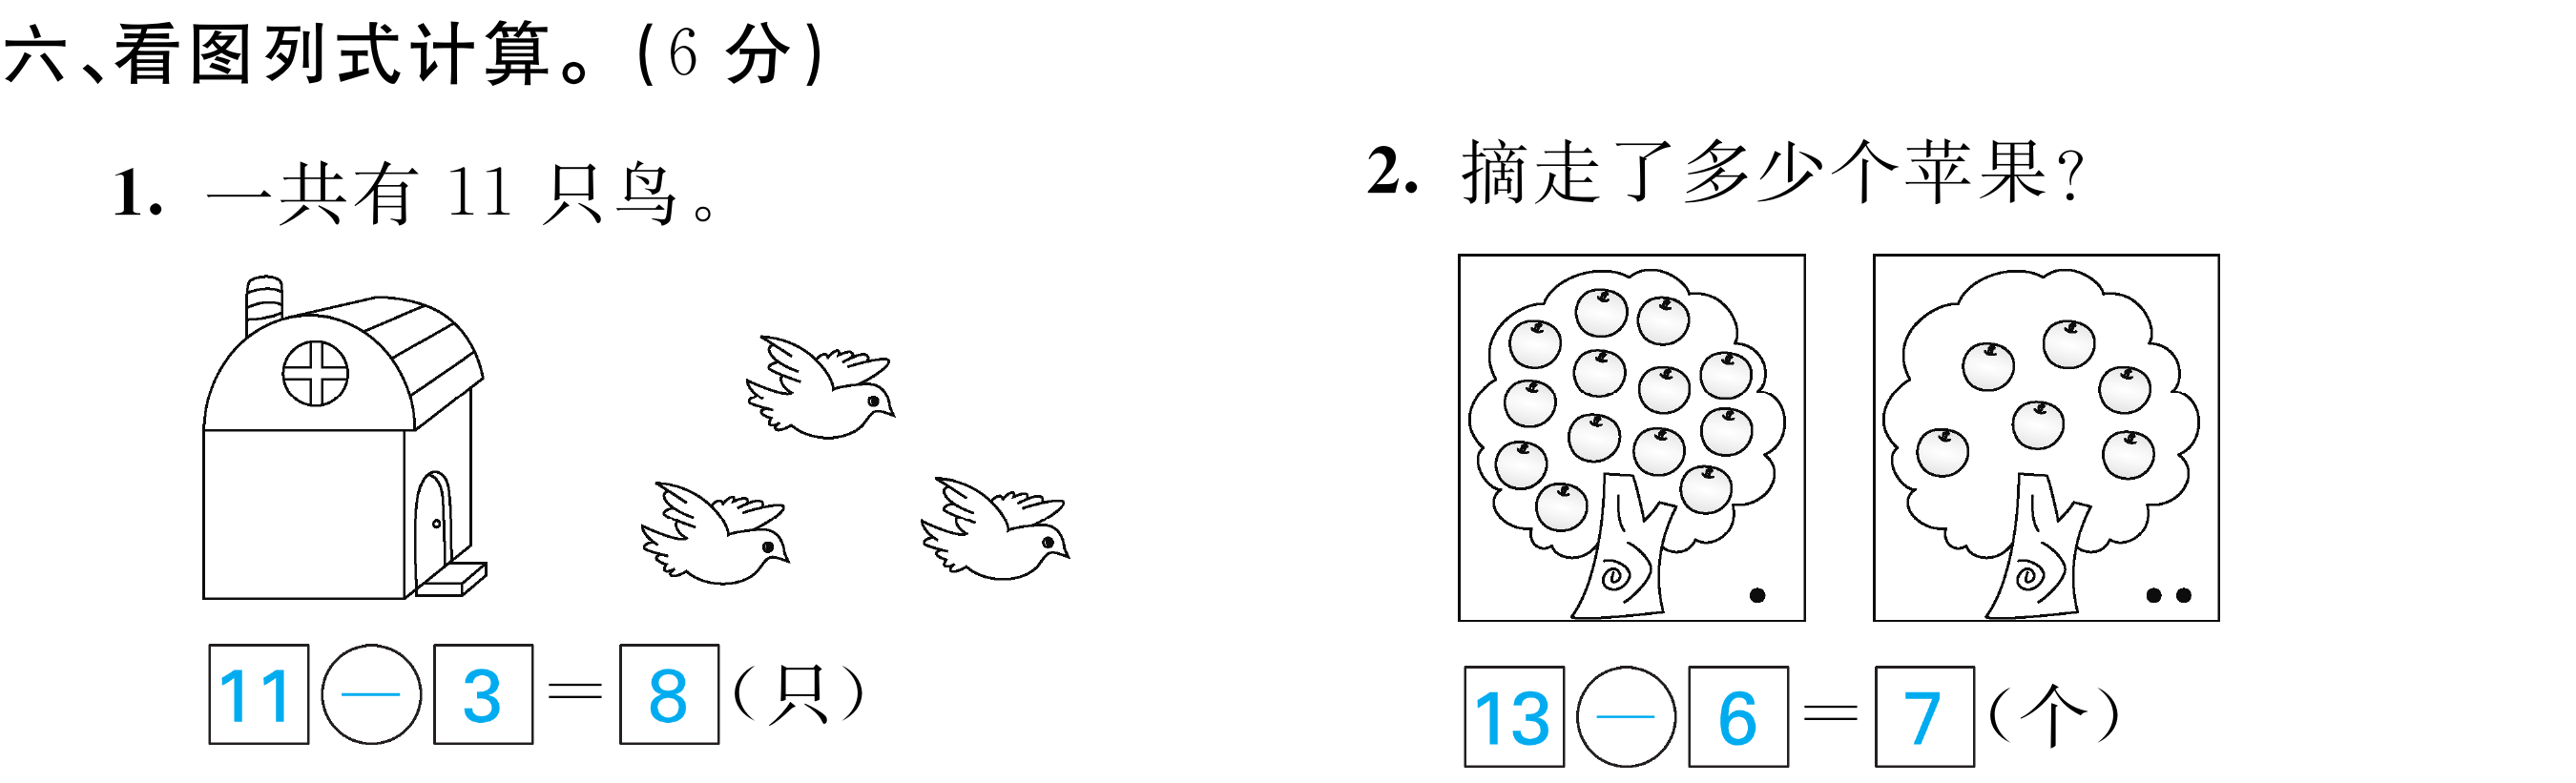 六、看图列式计算。(6 分)
1. 一共有 11 只鸟。
11 － 3 = 8 (只)
2. 摘走了多少个苹果?
13 － 6 = 7 (个)